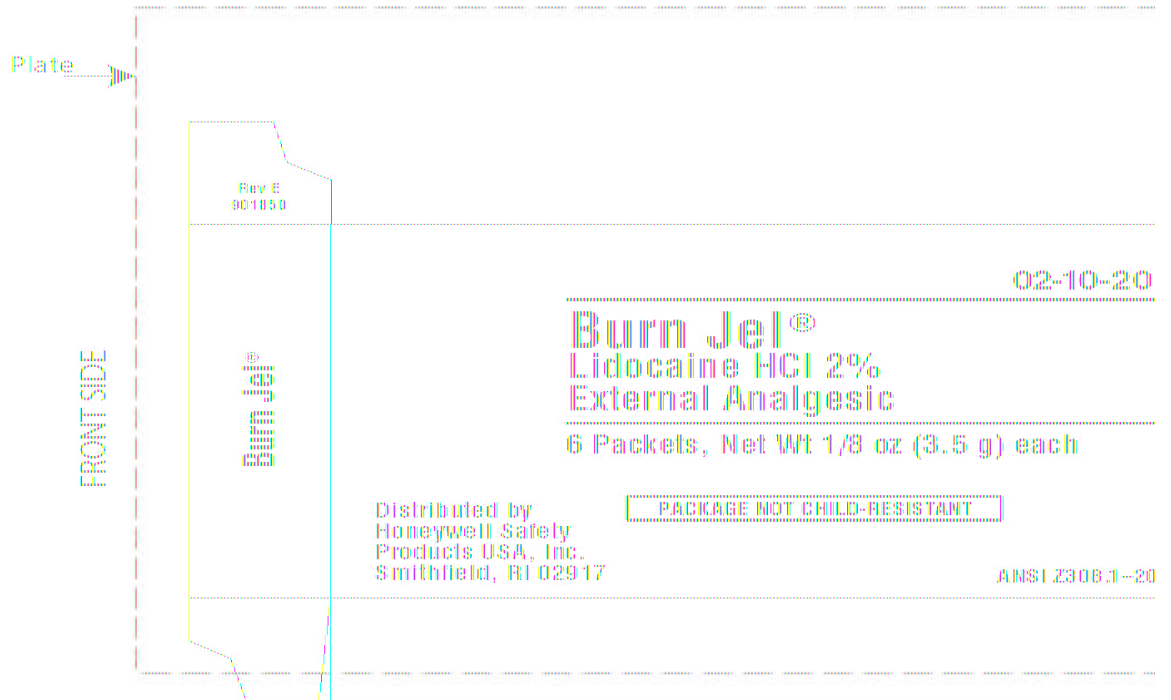 Plate
Rev E
901850
02-10-20
Burn Jel®
Lidocaine HCl 2%
External Analgesic
FRONT SIDE
Burn Jel®
6 Packets, Net Wt 1/8 oz (3.5 g) each
PACKAGE NOT CHILD-RESISTANT
Distributed by
Honeywell Safety
Products USA, Inc.
Smithfield, RI 02917
ANSI Z308.1-20